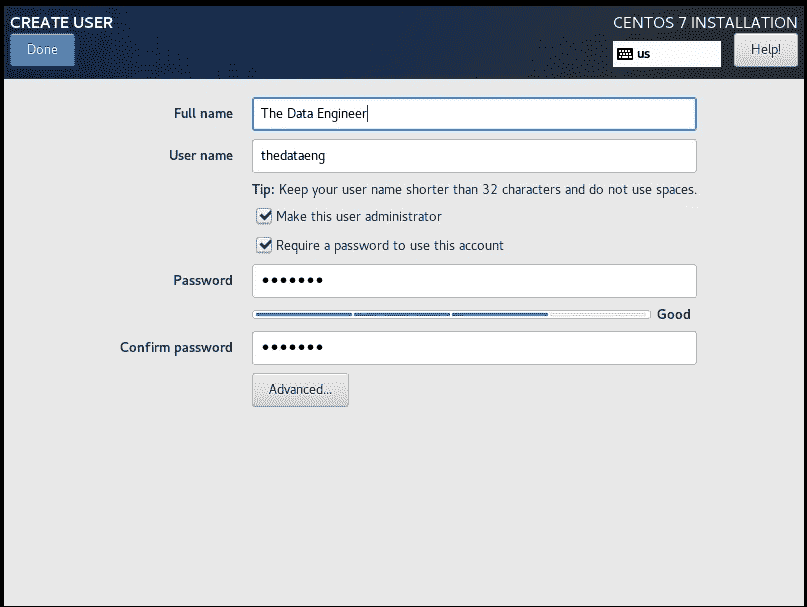 CREATE USER
CENTOS 7 INSTALLATION
Done
us
Help!
Full name
The Data Engineer
User name
thedataeng
Tip: Keep your user name shorter than 32 characters and do not use spaces.
Make this user administrator
Require a password to use this account
Password
●●●●●●●
Good
Confirm password
●●●●●●●
Advanced...